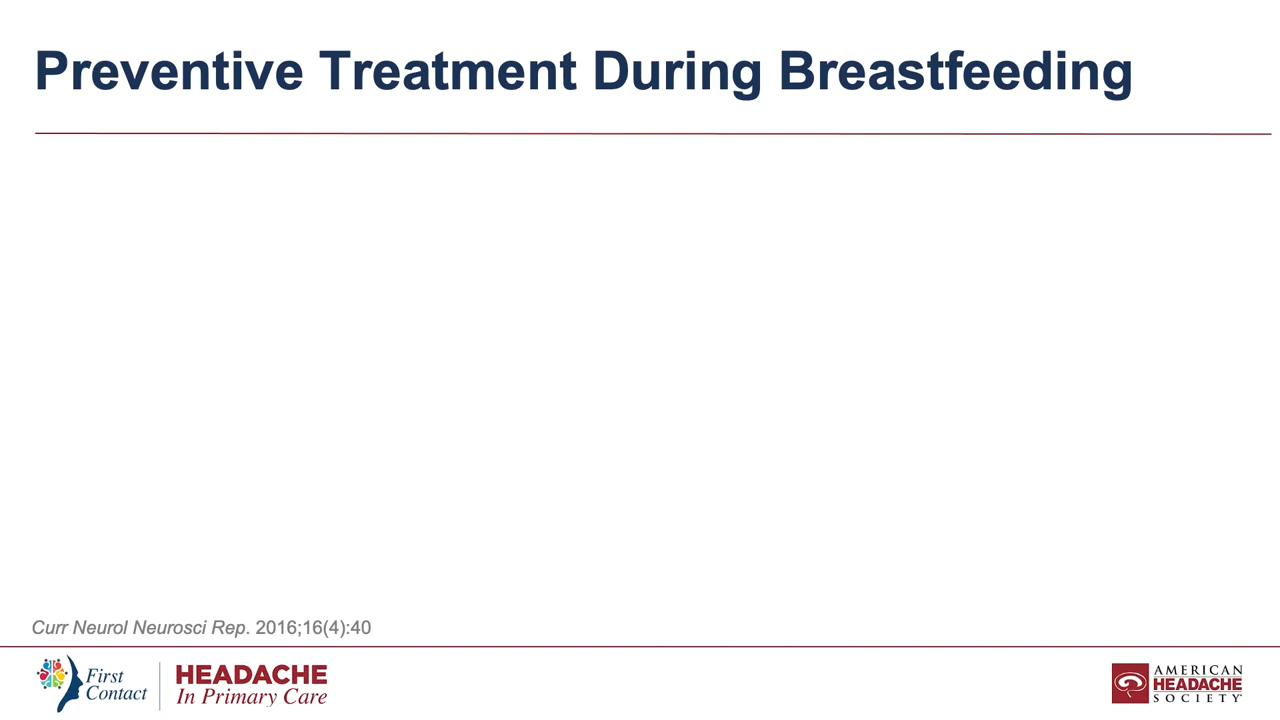 Preventive Treatment During Breastfeeding
Curr Neurol Neurosci Rep. 2016;16(4):40
First
Contact
HEADACHE
In Primary Care
AMERICAN
HEADACHE
SOCIETY